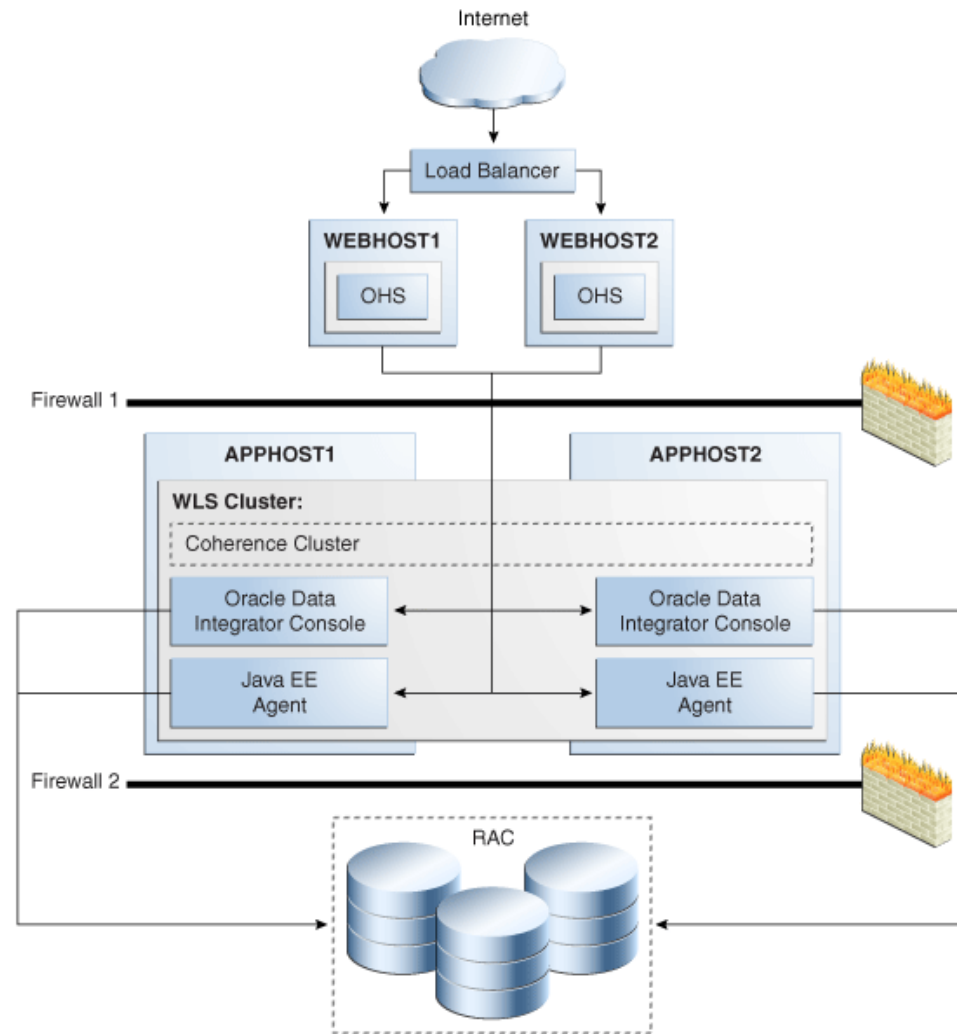 Internet
Load Balancer
WEBHOST1
WEBHOST2
OHS
OHS
Firewall 1
APPHOST1
APPHOST2
WLS Cluster:
Coherence Cluster
Oracle Data
Integrator Console
Oracle Data
Integrator Console
Java EE
Agent
Java EE
Agent
Firewall 2
RAC